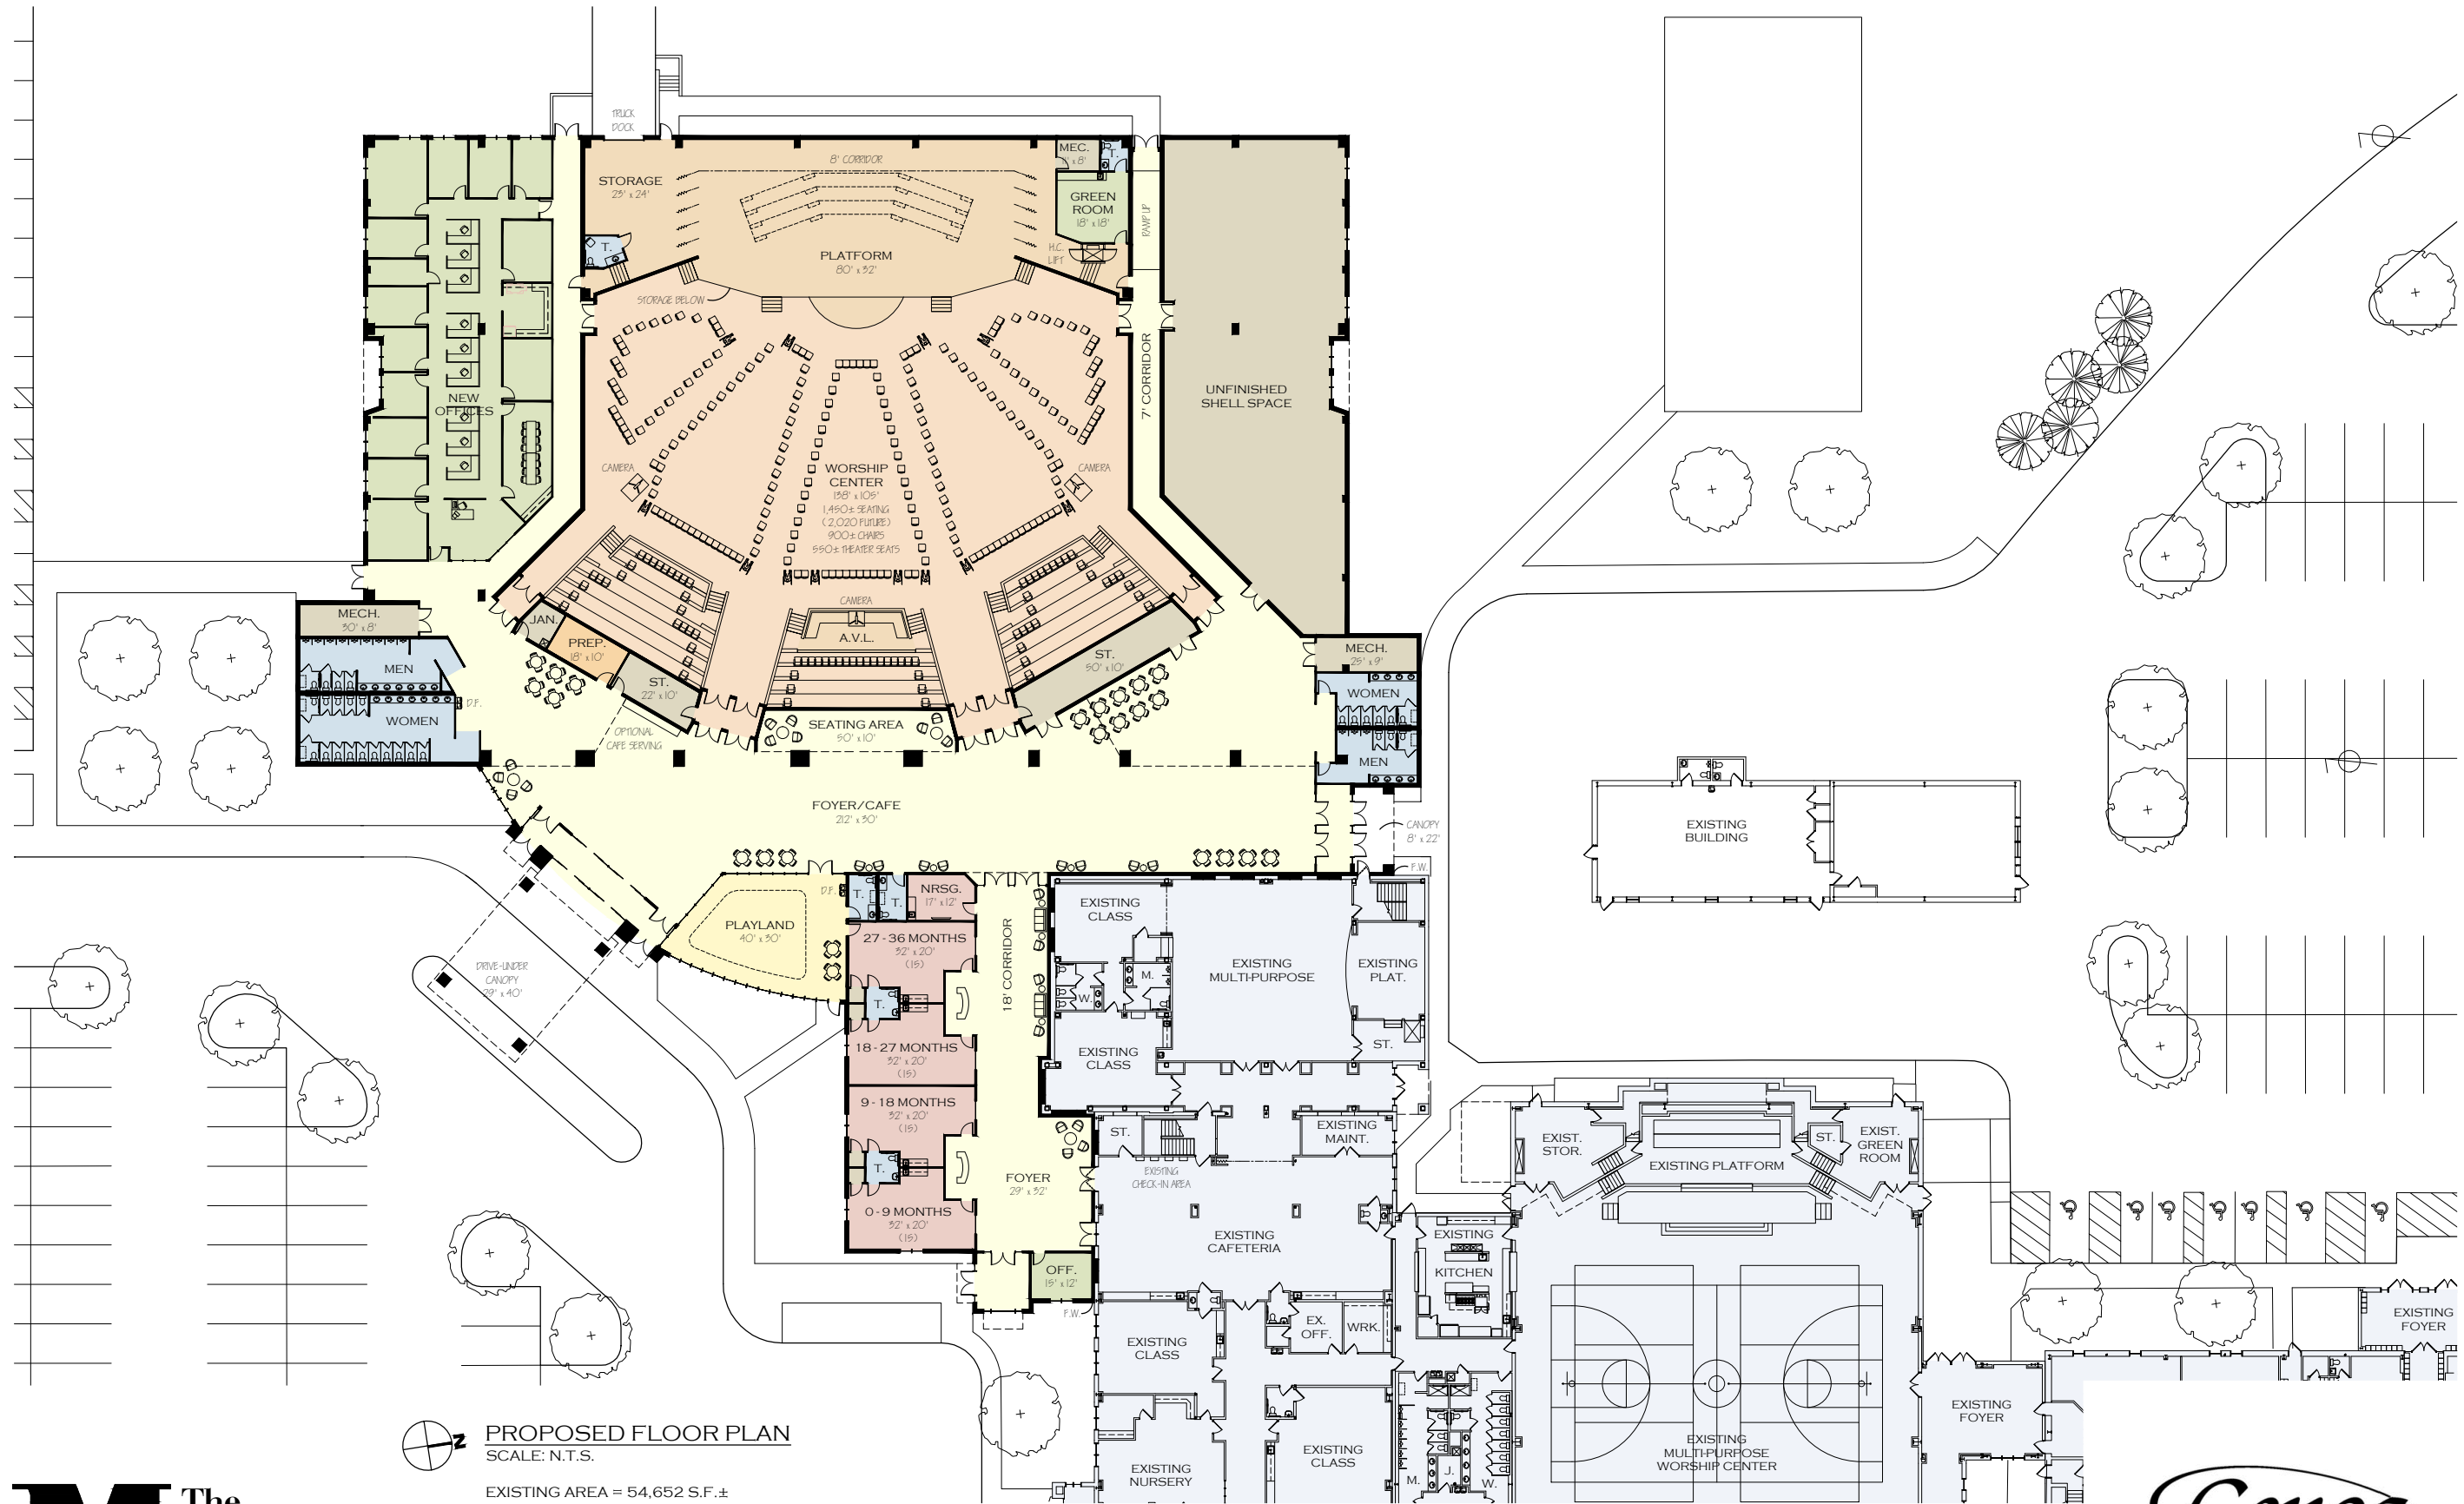 TRUCK
DOCK
8' CORRIDOR
MEC.
11' x 8'
T.
STORAGE
23' x 24'
GREEN
ROOM
18' x 18'
RAMP UP
T.
PLATFORM
80' x 32'
H.C.
LIFT
STORAGE BELOW
7' CORRIDOR
UNFINISHED
SHELL SPACE
NEW
OFFICES
CAMERA
CAMERA
WORSHIP
CENTER
138' x 105'
1,450± SEATING
(2,020 FUTURE)
900± CHAIRS
550± THEATER SEATS
CAMERA
A.V.L.
MECH.
30' x 8'
JAN.
PREP.
18' x 10'
ST.
22' x 10'
ST.
50' x 10'
MECH.
25' x 9'
MEN
WOMEN
D.F.
WOMEN
MEN
SEATING AREA
50' x 10'
OPTIONAL
CAFE SERVING
FOYER/CAFE
212' x 30'
CANOPY
8' x 22'
F.W.
EXISTING
BUILDING
D.F.
T.
T.
NRSG.
17' x 12'
PLAYLAND
40' x 30'
27 - 36 MONTHS
32' x 20'
(15)
18' CORRIDOR
EXISTING
CLASS
EXISTING
MULTI-PURPOSE
EXISTING
PLAT.
DRIVE-UNDER
CANOPY
29' x 40'
T.
W.
M.
18 - 27 MONTHS
32' x 20'
(15)
EXISTING
CLASS
ST.
9 - 18 MONTHS
32' x 20'
(15)
T.
ST.
EXISTING
MAINT.
EXISTING
CHECK-IN AREA
EXIST.
STOR.
EXISTING PLATFORM
ST.
EXIST.
GREEN
ROOM
FOYER
29' x 32'
0 - 9 MONTHS
32' x 20'
(15)
EXISTING
CAFETERIA
EXISTING
KITCHEN
OFF.
15' x 12'
F.W.
EXISTING
CLASS
EX.
OFF.
WRK.
EXISTING
FOYER
EXISTING
FOYER
EXISTING
MULTI-PURPOSE
WORSHIP CENTER
EXISTING
CLASS
EXISTING
NURSERY
M.
J.
W.
N
PROPOSED FLOOR PLAN
SCALE: N.T.S.
EXISTING AREA = 54,652 S.F.±
The